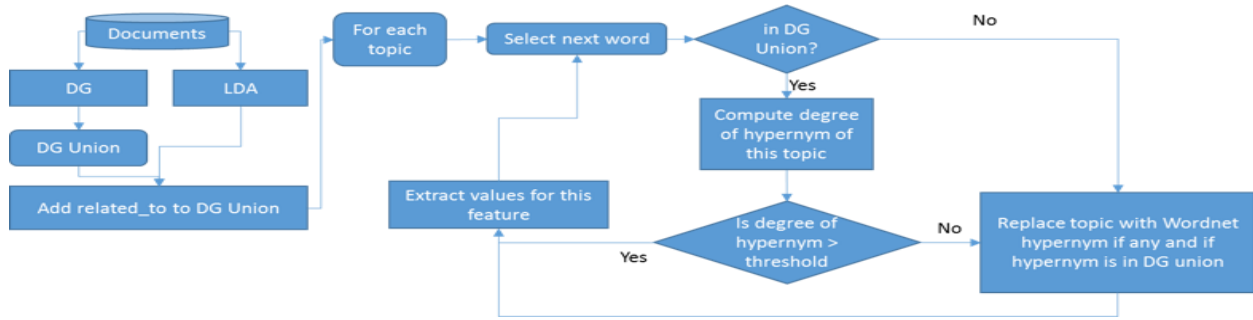 Documents
DG
LDA
DG Union
Add related_to to DG Union
For each
topic
Select next word
in DG
Union?
No
Yes
Compute degree
of hypernym of
this topic
Extract values for this
feature
Is degree of
hypernym >
threshold
Yes
No
Replace topic with Wordnet
hypernym if any and if
hypernym is in DG union